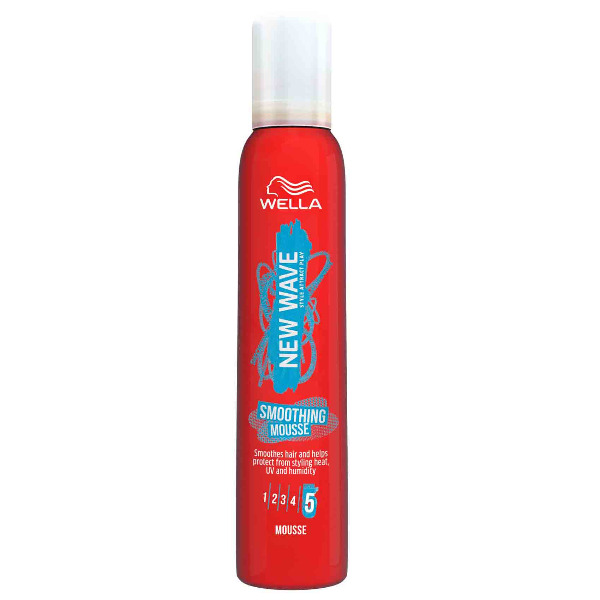 WELLA
NEW WAVE
STYLE ATTRACT PLAY
SMOOTHING
MOUSSE
Smoothes hair and helps
protect from styling heat,
UV and humidity
1 2 3 4 5
MOUSSE